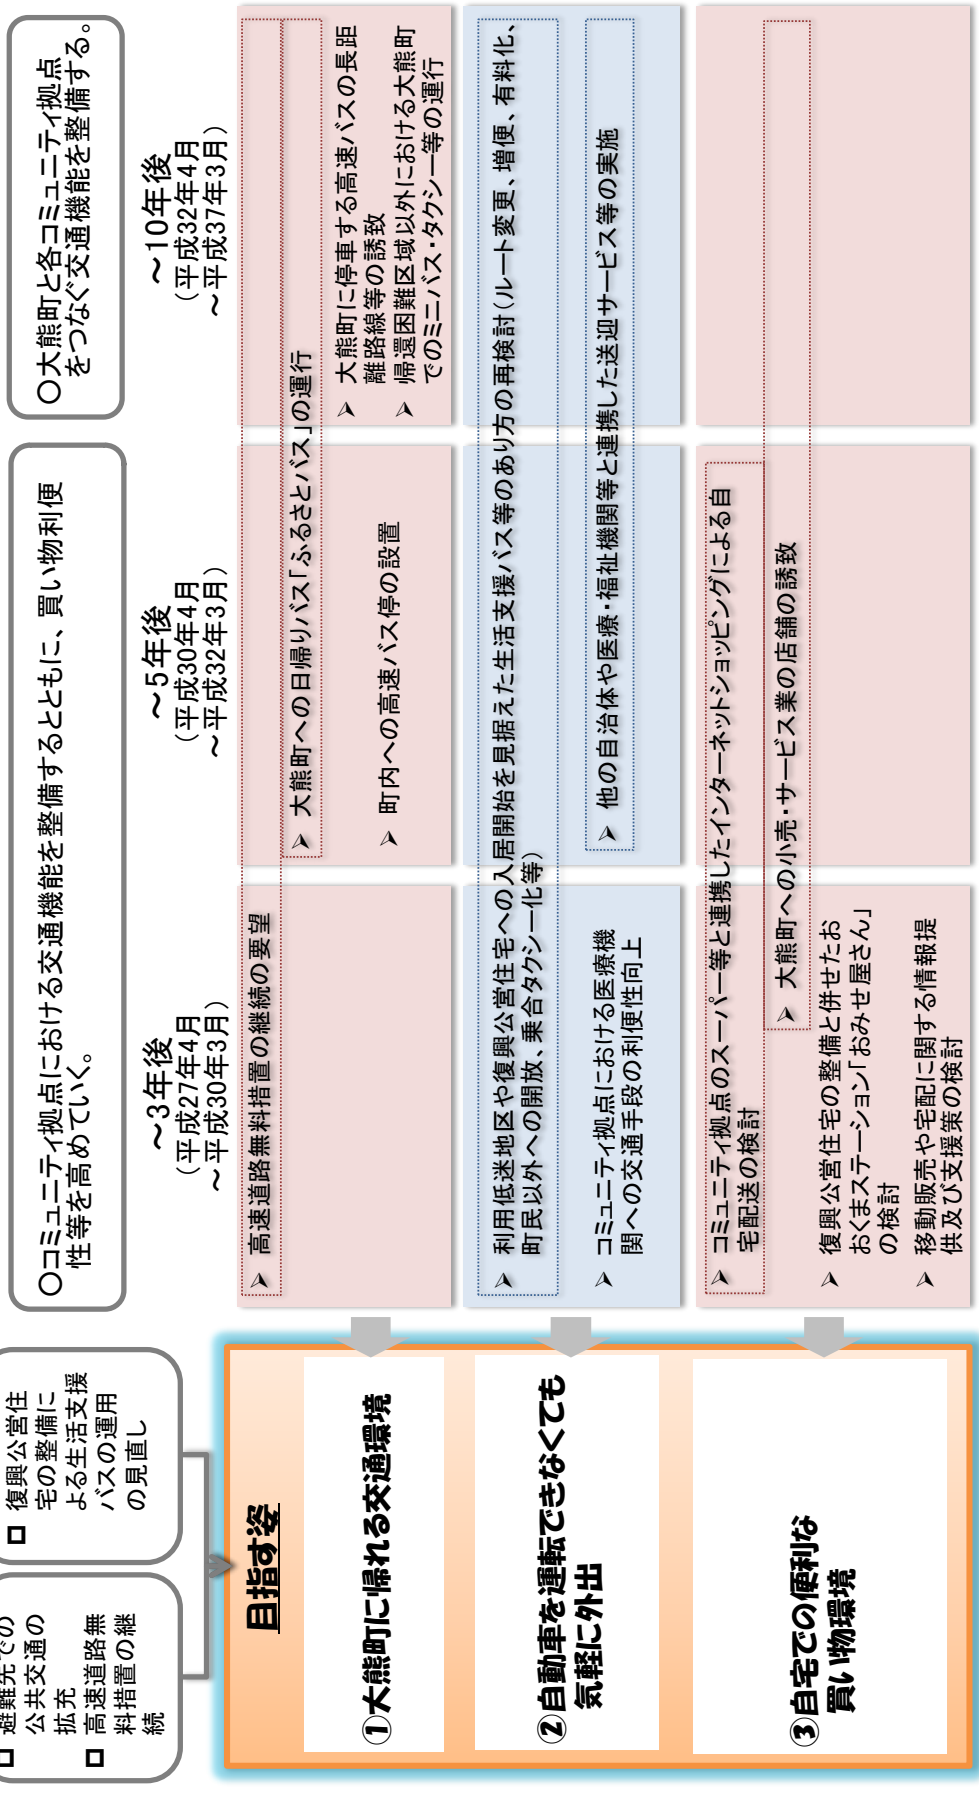 避難先での
公共交通の
拡充
高速道路無
料措置の継
続
復興公営住
宅の整備に
よる生活支援
バスの運用
の見直し
○コミュニティ拠点における交通機能を整備するとともに、買い物利便
性等を高めていく。
○大熊町と各コミュニティ拠点
をつなぐ交通機能を整備する。
目指す姿
～3年後
（平成27年4月
～平成30年3月）
～5年後
（平成30年4月
～平成32年3月）
～10年後
（平成32年4月
～平成37年3月）
①大熊町に帰れる交通環境
➢ 高速道路無料措置の継続の要望
➢ 大熊町への日帰りバス「ふるさとバス」の運行
➢ 町内への高速バス停の設置
➢ 大熊町に停車する高速バスの長距
離路線等の誘致
➢ 帰還困難区域以外における大熊町
でのミニバス・タクシー等の運行
②自動車を運転できなくても
気軽に外出
➢ 利用低迷地区や復興公営住宅への入居開始を見据えた生活支援バス等のあり方の再検討（ルート変更、増便、有料化、
町民以外への開放、乗合タクシー化等）
➢ コミュニティ拠点における医療機
関への交通手段の利便性向上
➢ 他の自治体や医療・福祉機関等と連携した送迎サービス等の実施
③自宅での便利な
買い物環境
➢ コミュニティ拠点のスーパー等と連携したインターネットショッピングによる自
宅配送の検討
➢ 大熊町への小売・サービス業の店舗の誘致
➢ 復興公営住宅の整備と併せたお
おくまステーション「おみせ屋さん」
の検討
➢ 移動販売や宅配に関する情報提
供及び支援策の検討